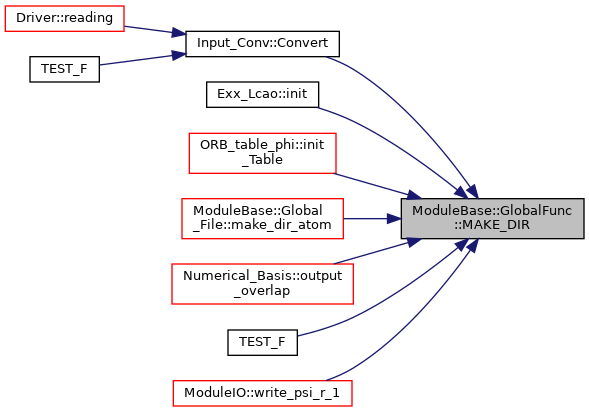 Driver::reading
Input_Conv::Convert
TEST_F
Exx_Lcao::init
ORB_table_phi::init
_Table
ModuleBase::Global
_File::make_dir_atom
ModuleBase::GlobalFunc
::MAKE_DIR
Numerical_Basis::output
_overlap
TEST_F
ModuleIO::write_psi_r_1